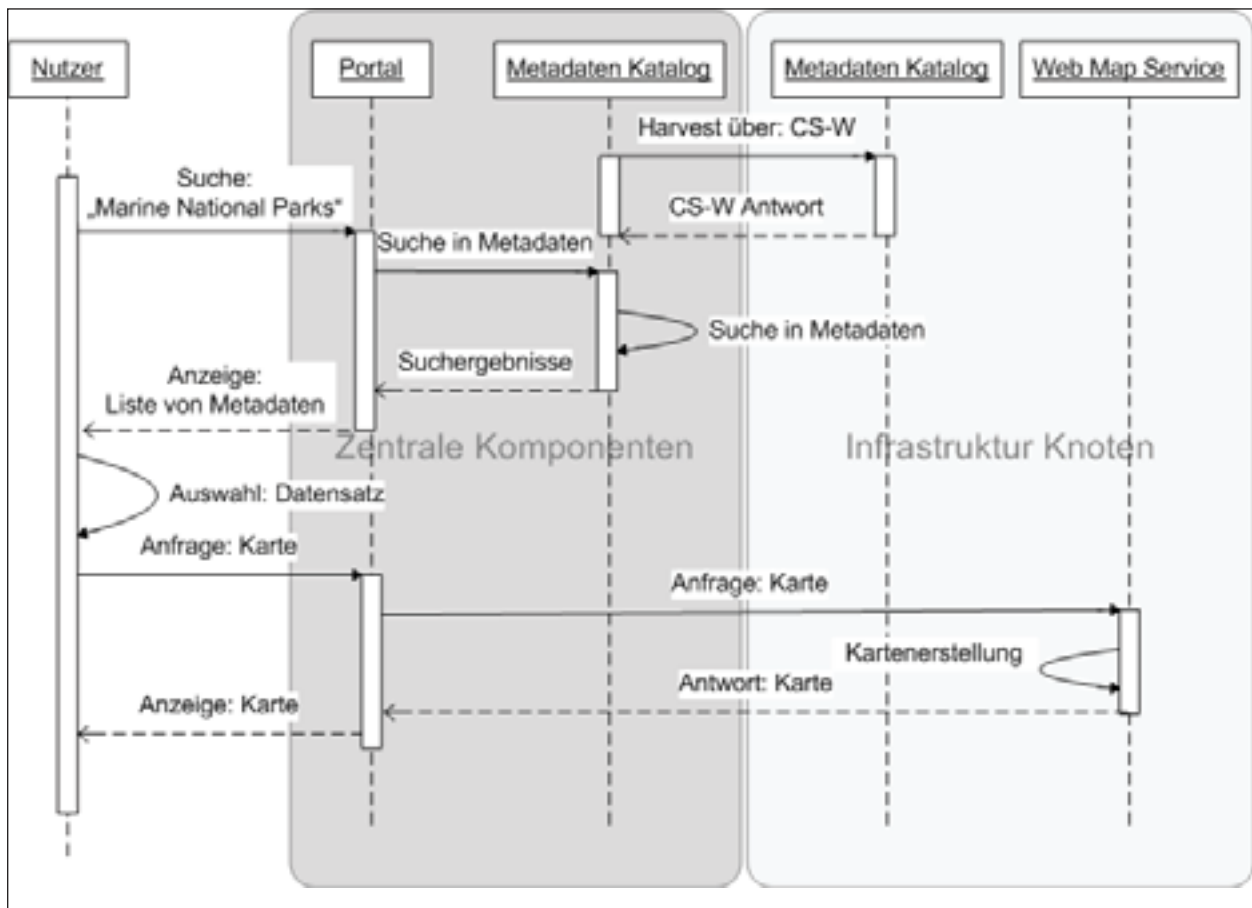 Nutzer
Portal
Metadaten Katalog
Metadaten Katalog
Web Map Service
Harvest über: CS-W
Suche:
„Marine National Parks“
CS-W Antwort
Suche in Metadaten
Suche in Metadaten
Suchergebnisse
Anzeige:
Liste von Metadaten
Zentrale Komponenten
Infrastruktur Knoten
Auswahl: Datensatz
Anfrage: Karte
Anfrage: Karte
Kartenerstellung
Antwort: Karte
Anzeige: Karte